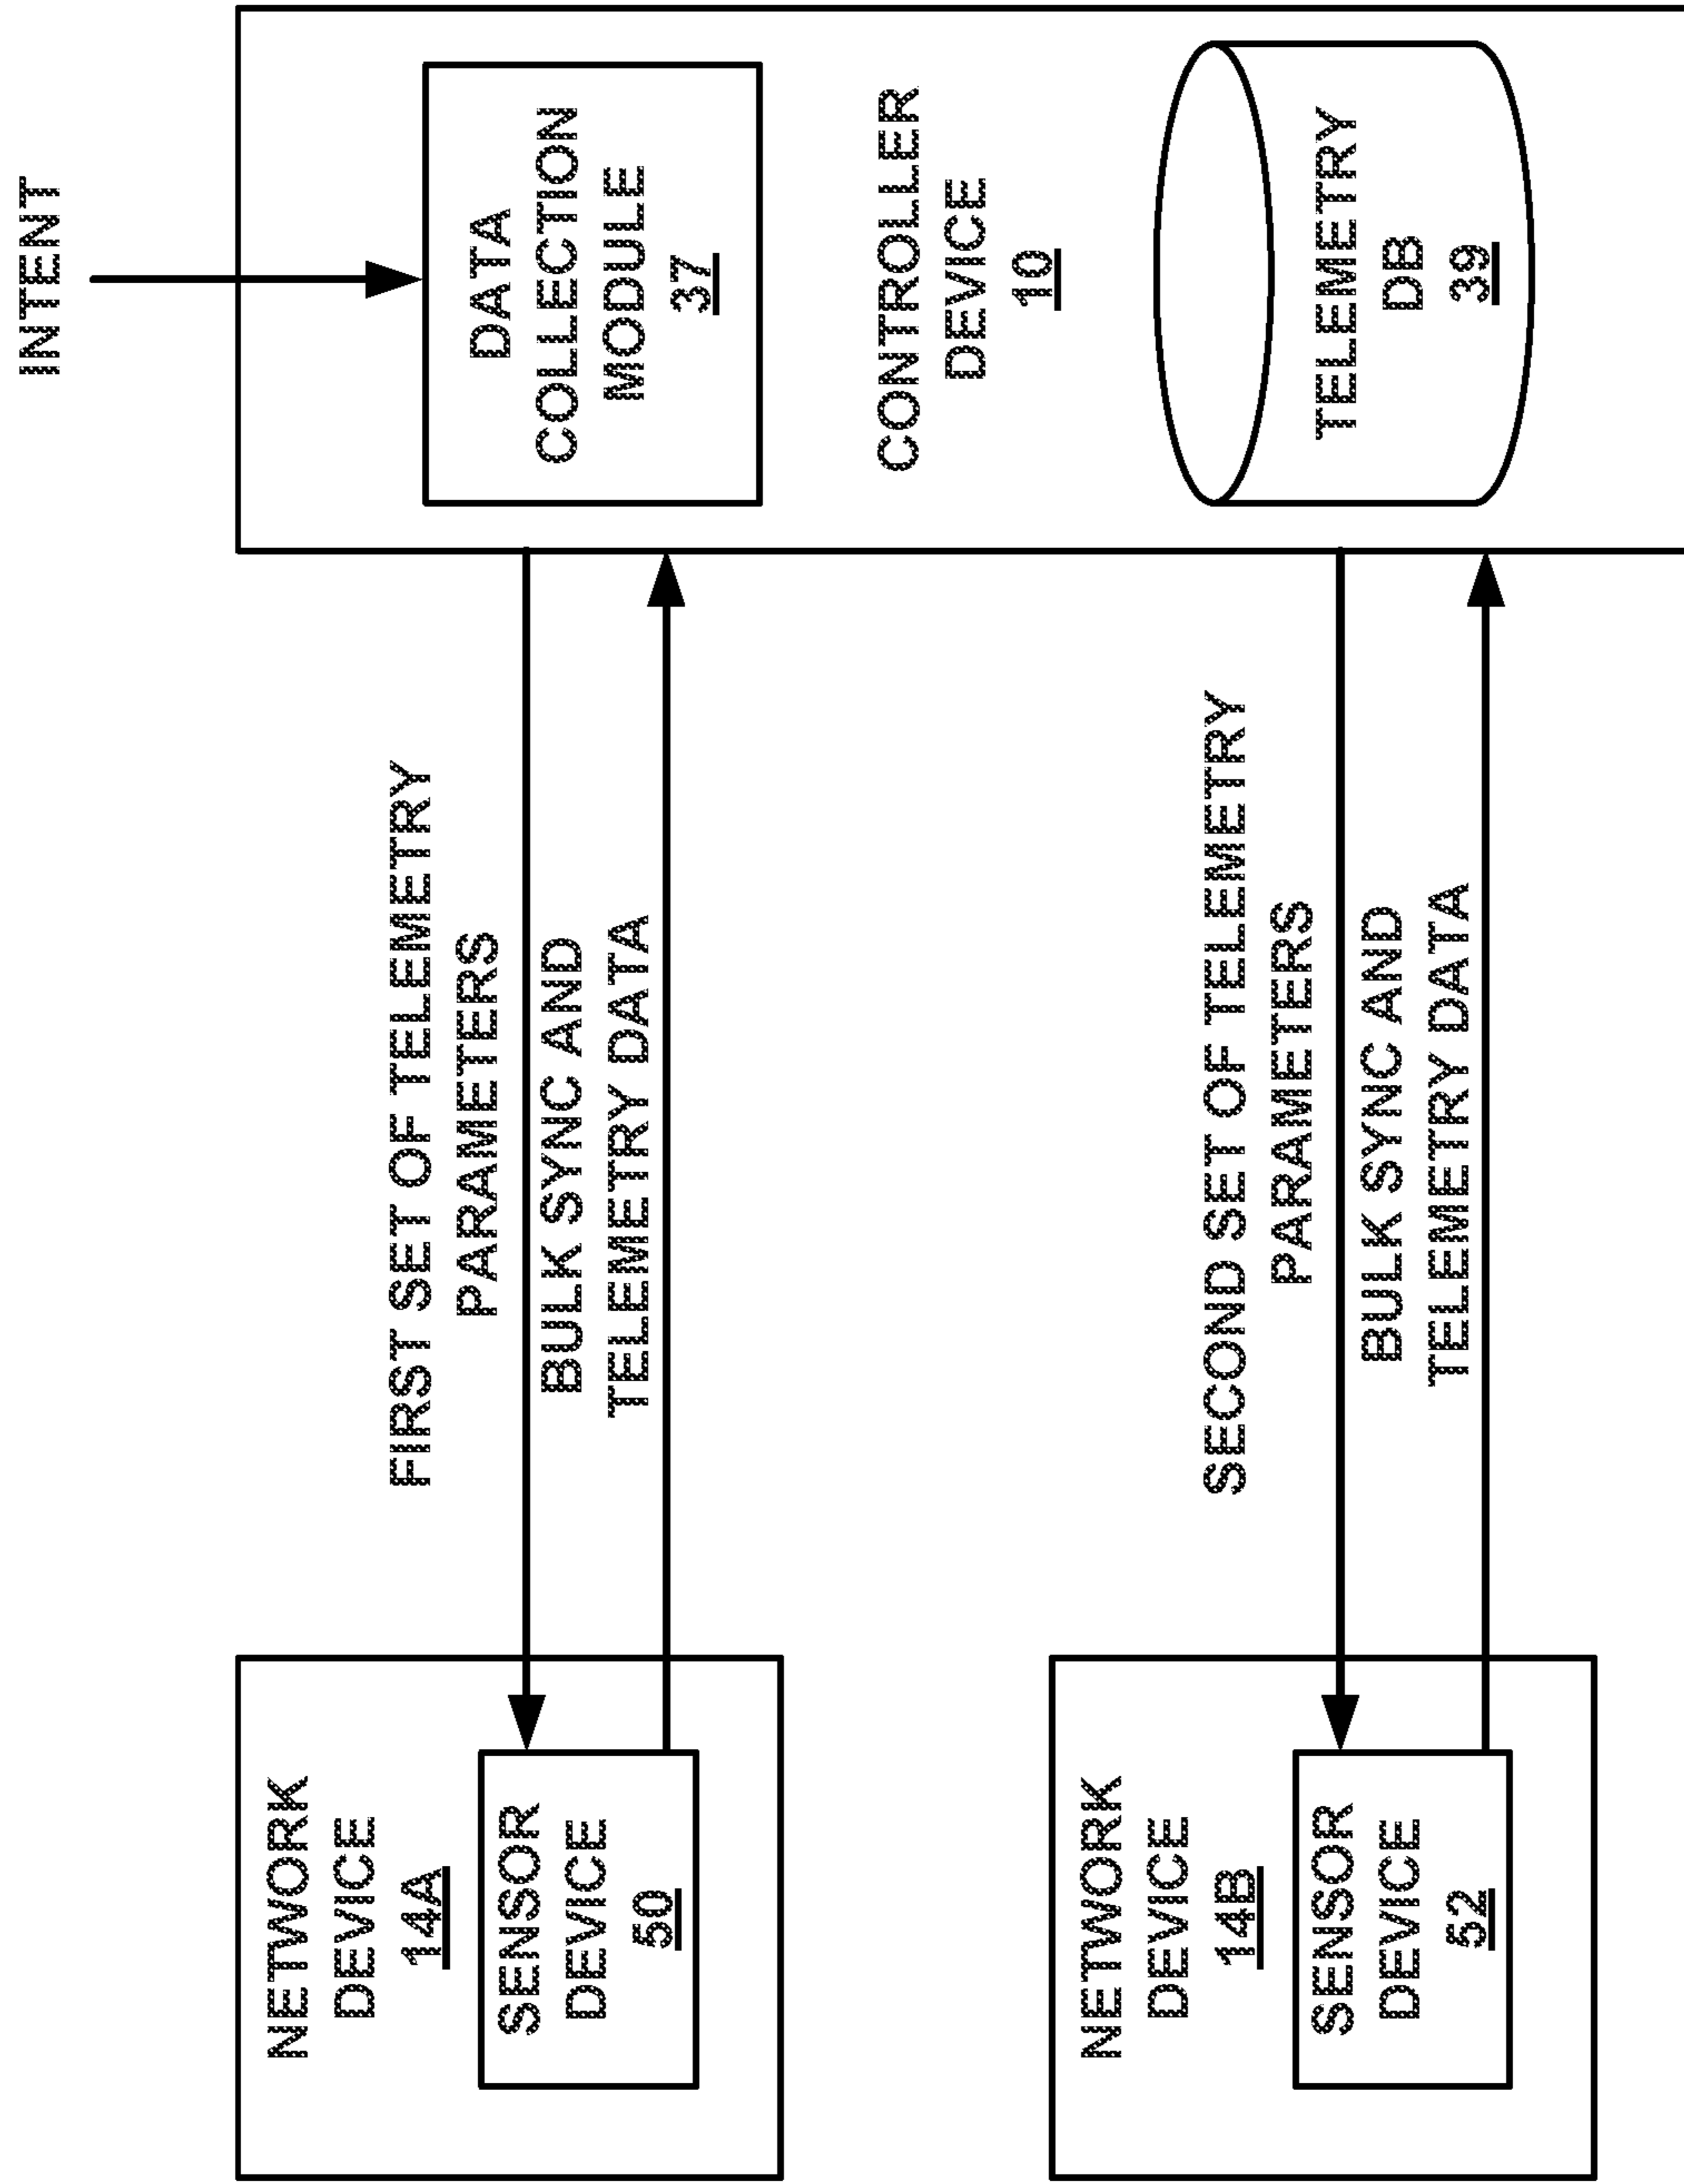 INTENT
DATA
COLLECTION
MODULE
37
CONTROLLER
DEVICE
10
TELEMETRY
DB
39
FIRST SET OF TELEMETRY
PARAMETERS
BULK SYNC AND
TELEMETRY DATA
SECOND SET OF TELEMETRY
PARAMETERS
BULK SYNC AND
TELEMETRY DATA
NETWORK
DEVICE
14A
SENSOR
DEVICE
50
NETWORK
DEVICE
14B
SENSOR
DEVICE
52